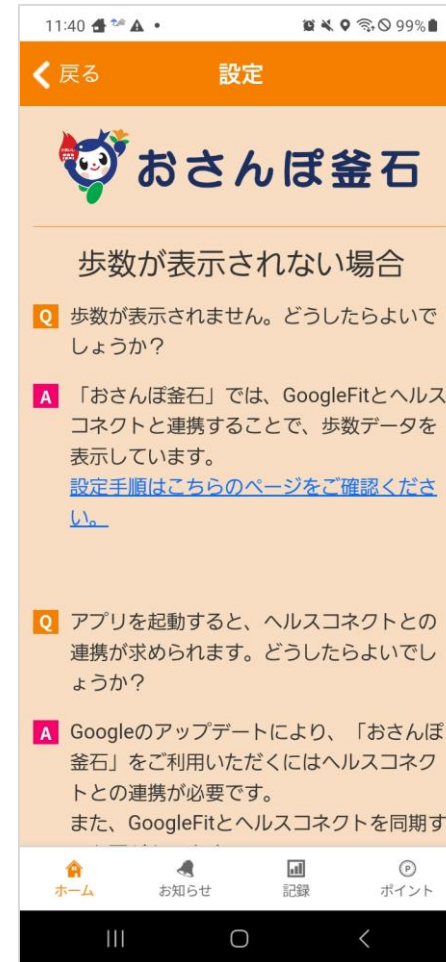 11:40
99%
戻る 設定
おさんぽ釜石
歩数が表示されない場合
Q 歩数が表示されません。どうしたらよいで
しょうか？
A 「おさんぽ釜石」では、GoogleFitとヘルス
コネクトと連携することで、歩数データを
表示しています。
設定手順はこちらのページをご確認くださ
い。
Q アプリを起動すると、ヘルスコネクトとの
連携が求められます。どうしたらよいでし
ょうか？
A Googleのアップデートにより、「おさんぽ
釜石」をご利用いただくにはヘルスコネク
トとの連携が必要です。
また、GoogleFitとヘルスコネクトを同期す
ホーム お知らせ 記録 ポイント